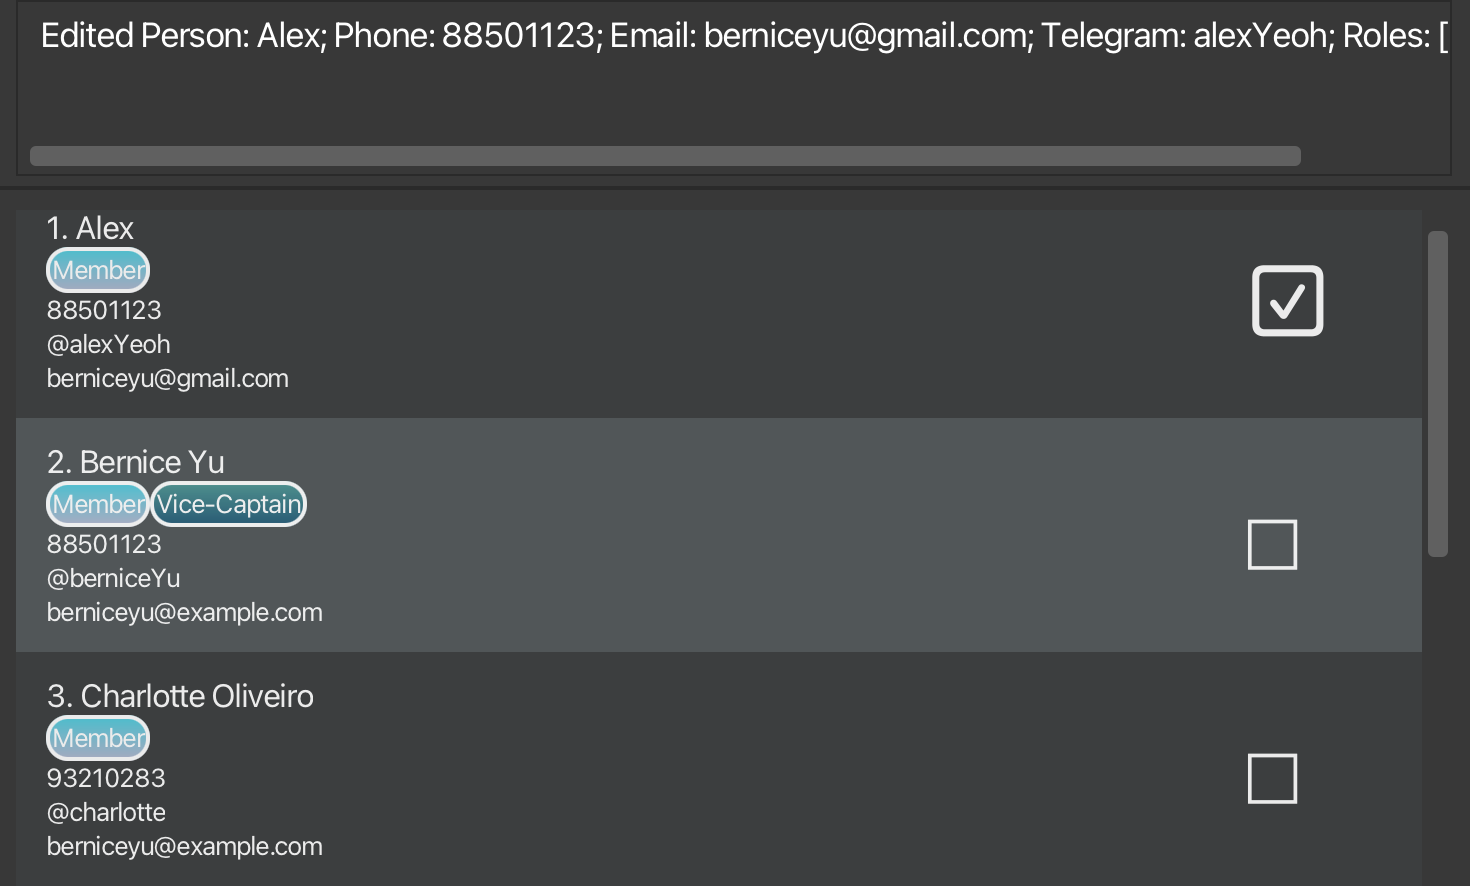 Edited Person: Alex; Phone: 88501123; Email: berniceyu@gmail.com; Telegram: alexYeoh; Roles: [
1. Alex
Member
88501123
@alexYeoh
berniceyu@gmail.com
2. Bernice Yu
Member Vice-Captain
88501123
@berniceYu
berniceyu@example.com
3. Charlotte Oliveiro
Member
93210283
@charlotte
berniceyu@example.com